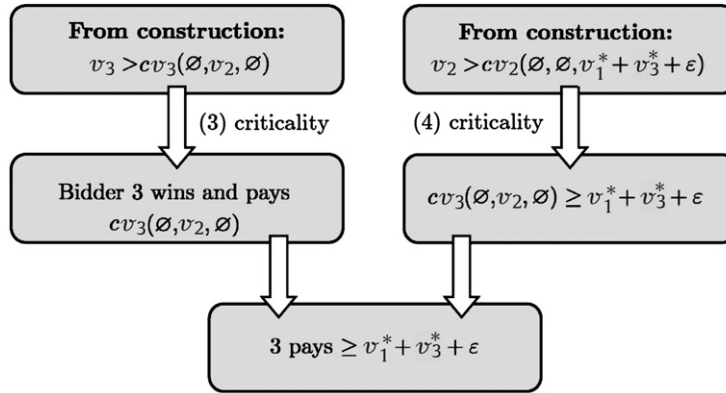 From construction:
v₃ >cv₃(∅,v₂,∅)
From construction:
v₂ >cv₂(∅,∅,v₁*+v₃*+ε)
(3) criticality
(4) criticality
Bidder 3 wins and pays
cv₃(∅,v₂,∅)
cv₃(∅,v₂,∅) ≥ v₁*+v₃*+ε
3 pays ≥ v₁*+v₃*+ε